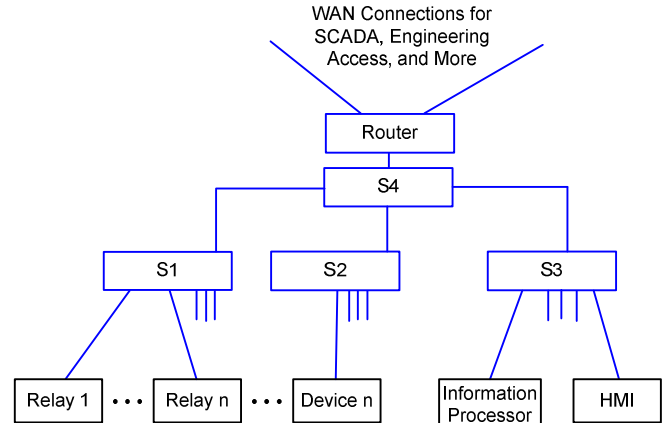 WAN Connections for
SCADA, Engineering
Access, and More
Router
S4
S1
S2
S3
Relay 1 • • • Relay n • • • Device n
Information
Processor
HMI